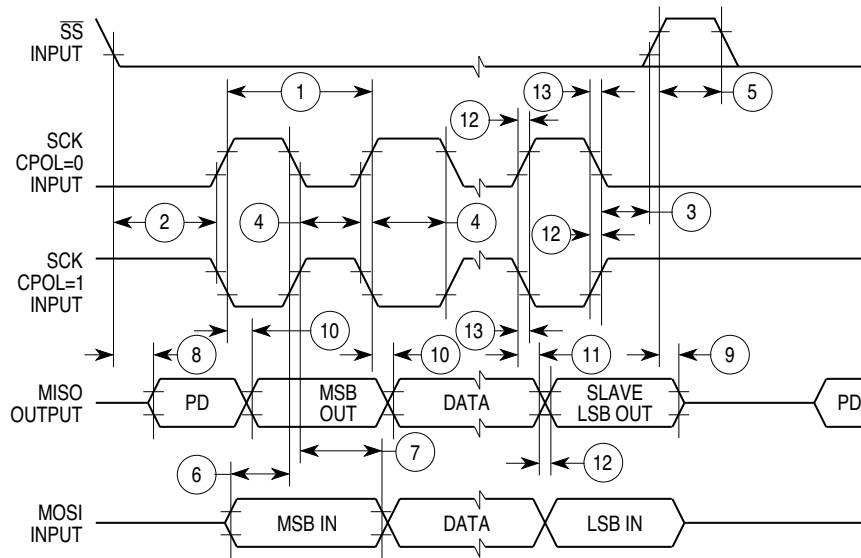 SS
INPUT
1
13
5
12
SCK
CPOL=0
INPUT
2
4
4
3
12
SCK
CPOL=1
INPUT
8
10
13
10
11
9
MISO
OUTPUT
PD
MSB
OUT
DATA
SLAVE
LSB OUT
PD
6
7
12
MOSI
INPUT
MSB IN
DATA
LSB IN